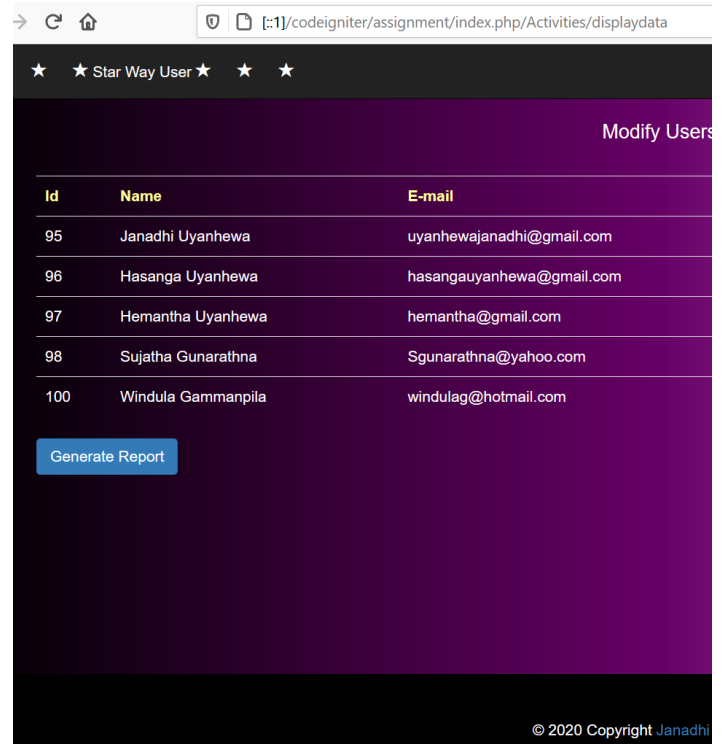 [::1]/codeigniter/assignment/index.php/Activities/displaydata
★ ★ Star Way User ★ ★ ★
Modify Users
Id Name E-mail
95 Janadhi Uyanhewa uyanhewajanadhi@gmail.com
96 Hasanga Uyanhewa hasangauyanhewa@gmail.com
97 Hemantha Uyanhewa hemantha@gmail.com
98 Sujatha Gunarathna Sgunarathna@yahoo.com
100 Windula Gammanpila windulag@hotmail.com
Generate Report
© 2020 Copyright Janadhi